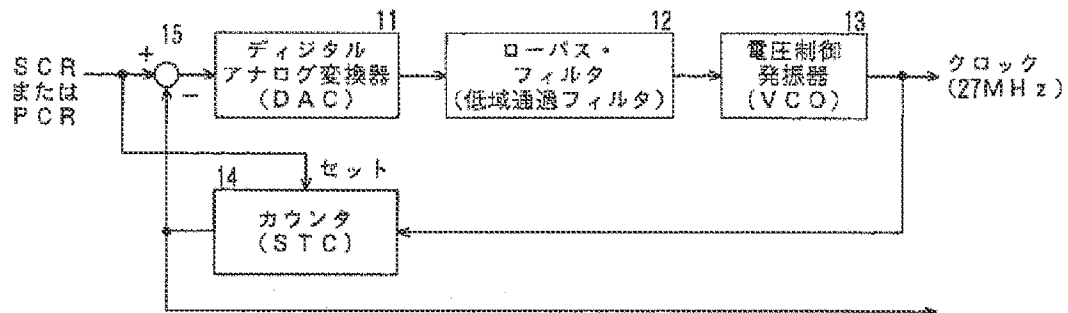 11
12
13
15
+
ディジタル
アナログ変換器
(DAC)
ローパス・
フィルタ
(低域通過フィルタ)
電圧制御
発振器
(VCO)
クロック
(27MHz)
SCR
または
PCR
−
セット
14
カウンタ
(STC)